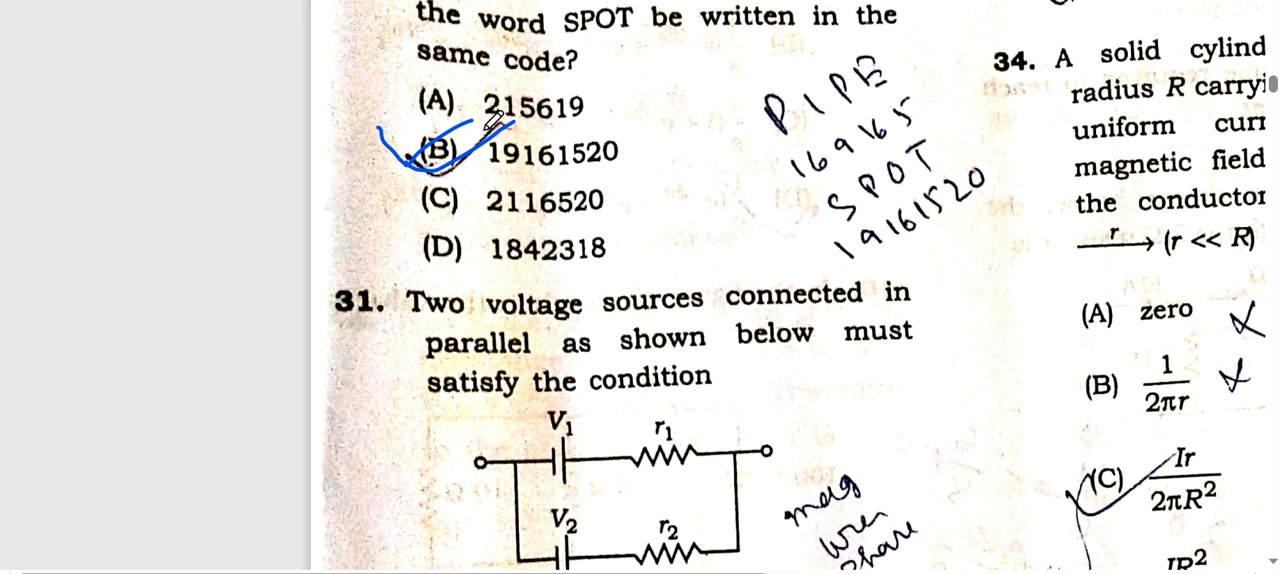 the word SPOT be written in the
same code?
(A) 215619
(B) 19161520
(C) 2116520
(D) 1842318
PIPE
169165
SPOT
19161520
31. Two voltage sources connected in
parallel as shown below must
satisfy the condition
V1 r1
V2 r2
34. A solid cylind
radius R carryi
uniform curr
magnetic field
the conductor
r → (r << R)
(A) zero
(B) 1/2πr
(C) Ir/2πR²
IR²